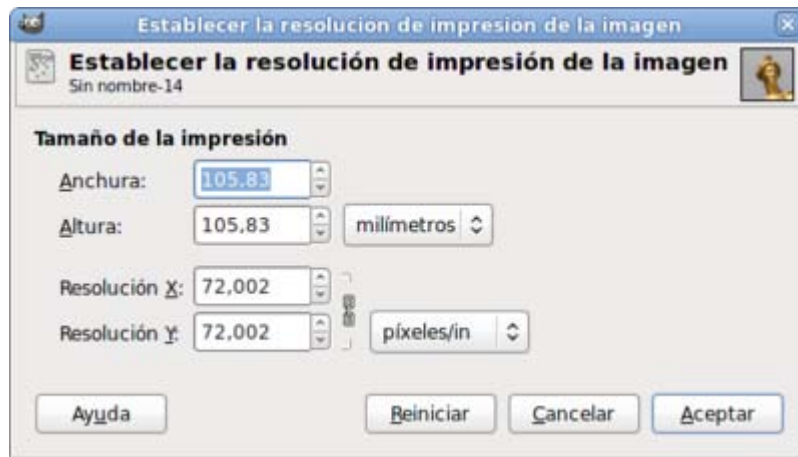 Establecer la resolución de impresión de la imagen
Establecer la resolución de impresión de la imagen
Sin nombre-14
Tamaño de la impresión
Anchura: 105,83
Altura: 105,83 milímetros
Resolución X: 72,002
Resolución Y: 72,002 píxeles/in
Ayuda Reiniciar Cancelar Aceptar